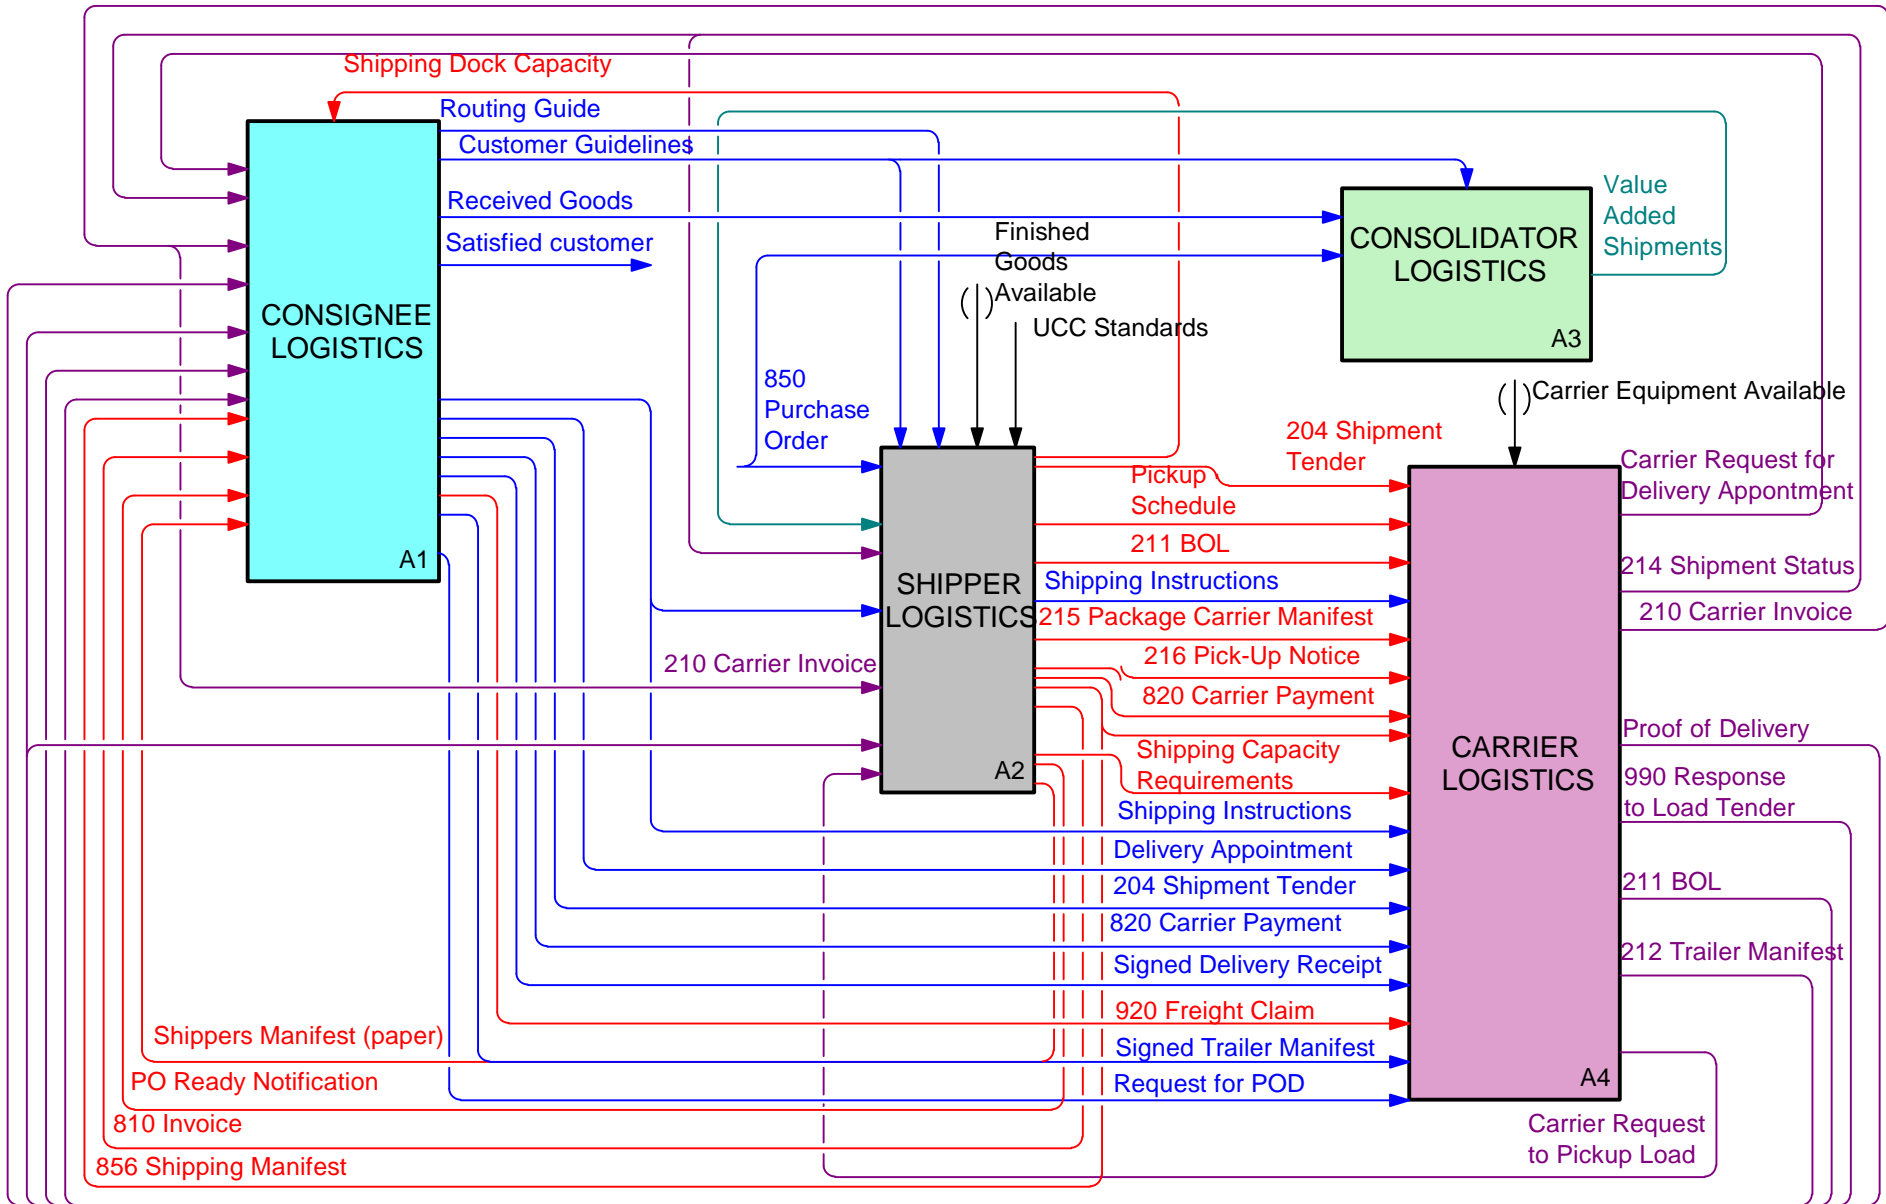 Shipping Dock Capacity
Routing Guide
Customer Guidelines
Received Goods
Satisfied customer
CONSIGNEE
LOGISTICS
A1
Finished
Goods
Available
UCC Standards
850
Purchase
Order
CONSOLIDATOR
LOGISTICS
A3
Value
Added
Shipments
Carrier Equipment Available
204 Shipment
Tender
Pickup
Schedule
211 BOL
Shipping Instructions
215 Package Carrier Manifest
216 Pick-Up Notice
820 Carrier Payment
Shipping Capacity
Requirements
SHIPPER
LOGISTICS
A2
210 Carrier Invoice
Shipping Instructions
Delivery Appointment
204 Shipment Tender
820 Carrier Payment
Signed Delivery Receipt
920 Freight Claim
Signed Trailer Manifest
Request for POD
CARRIER
LOGISTICS
A4
Carrier Request for
Delivery Appontment
214 Shipment Status
210 Carrier Invoice
Proof of Delivery
990 Response
to Load Tender
211 BOL
212 Trailer Manifest
Carrier Request
to Pickup Load
Shippers Manifest (paper)
PO Ready Notification
810 Invoice
856 Shipping Manifest